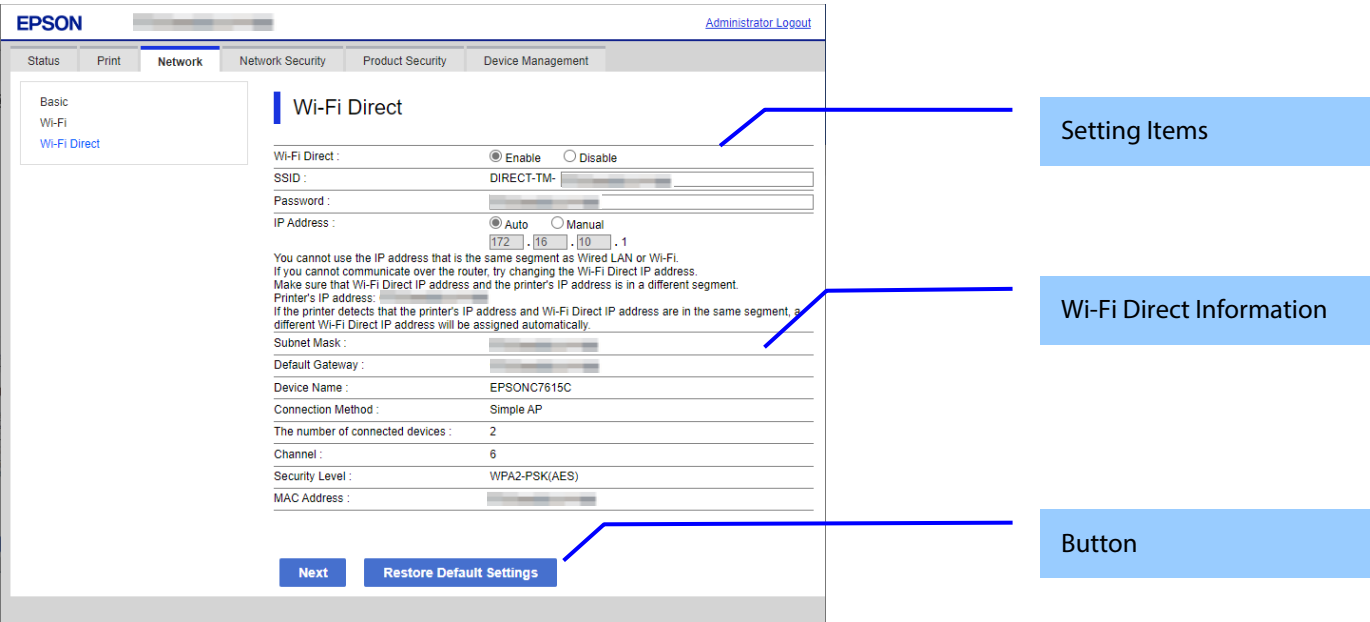 EPSON
Administrator Logout
Status Print Network Network Security Product Security Device Management
Basic
Wi-Fi
Wi-Fi Direct
Wi-Fi Direct
Wi-Fi Direct : Enable Disable
SSID : DIRECT-TM-
Password :
IP Address : Auto Manual
172 . 16 . 10 . 1
You cannot use the IP address that is the same segment as Wired LAN or Wi-Fi.
If you cannot communicate over the router, try changing the Wi-Fi Direct IP address.
Make sure that Wi-Fi Direct IP address and the printer's IP address is in a different segment.
Printer's IP address:
If the printer detects that the printer's IP address and Wi-Fi Direct IP address are in the same segment, a
different Wi-Fi Direct IP address will be assigned automatically.
Subnet Mask :
Default Gateway :
Device Name : EPSONC7615C
Connection Method : Simple AP
The number of connected devices : 2
Channel : 6
Security Level : WPA2-PSK(AES)
MAC Address :
Next Restore Default Settings
Setting Items
Wi-Fi Direct Information
Button